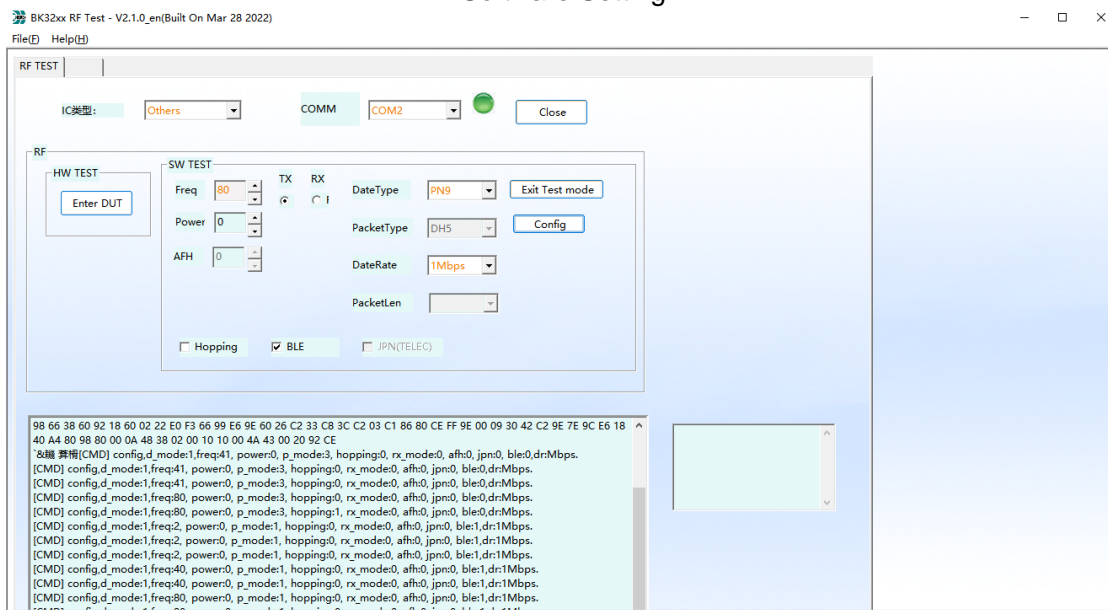 BK32xx RF Test - V2.1.0_en(Built On Mar 28 2022)
File(F) Help(H)
RF TEST
IC类型: Others COMM COM2 Close
RF
HW TEST
Enter DUT
SW TEST
Freq 80 TX RX DateType PN9 Exit Test mode
Power 0 PacketType DH5 Config
AFH 0 DateRate 1Mbps
PacketLen
Hopping BLE JPN(TELEC)
98 66 38 60 92 18 60 02 22 E0 F3 66 99 E6 9E 60 26 C2 33 C8 3C C2 03 C1 86 80 CE FF 9E 00 09 30 42 C2 9E 7E 9C E6 18
40 A4 80 98 80 00 0A 48 38 02 00 10 10 00 4A 43 00 20 92 CE
[CMD] config,d_mode:1,freq:41, power:0, p_mode:3, hopping:0, rx_mode:0, afh:0, jpn:0, ble:0,dr:Mbps.
[CMD] config,d_mode:1,freq:41, power:0, p_mode:3, hopping:0, rx_mode:0, afh:0, jpn:0, ble:0,dr:Mbps.
[CMD] config,d_mode:1,freq:41, power:0, p_mode:3, hopping:0, rx_mode:0, afh:0, jpn:0, ble:0,dr:Mbps.
[CMD] config,d_mode:1,freq:80, power:0, p_mode:3, hopping:0, rx_mode:0, afh:0, jpn:0, ble:0,dr:Mbps.
[CMD] config,d_mode:1,freq:80, power:0, p_mode:3, hopping:1, rx_mode:0, afh:0, jpn:0, ble:0,dr:Mbps.
[CMD] config,d_mode:1,freq:2, power:0, p_mode:1, hopping:0, rx_mode:0, afh:0, jpn:0, ble:1,dr:1Mbps.
[CMD] config,d_mode:1,freq:2, power:0, p_mode:1, hopping:0, rx_mode:0, afh:0, jpn:0, ble:1,dr:1Mbps.
[CMD] config,d_mode:1,freq:2, power:0, p_mode:1, hopping:0, rx_mode:0, afh:0, jpn:0, ble:1,dr:1Mbps.
[CMD] config,d_mode:1,freq:40, power:0, p_mode:1, hopping:0, rx_mode:0, afh:0, jpn:0, ble:1,dr:1Mbps.
[CMD] config,d_mode:1,freq:40, power:0, p_mode:1, hopping:0, rx_mode:0, afh:0, jpn:0, ble:1,dr:1Mbps.
[CMD] config,d_mode:1,freq:80, power:0, p_mode:1, hopping:0, rx_mode:0, afh:0, jpn:0, ble:1,dr:1Mbps.